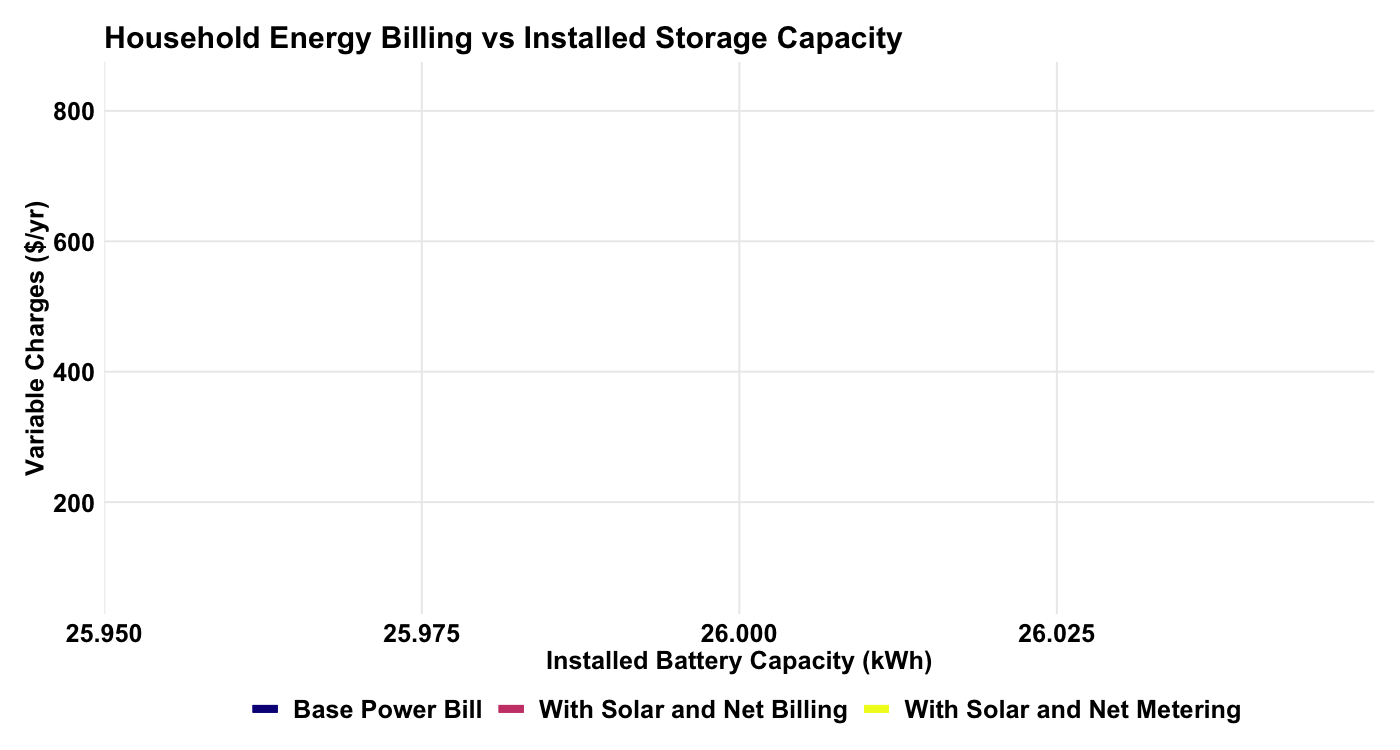 Household Energy Billing vs Installed Storage Capacity
Variable Charges ($/yr)
800
600
400
200
25.950 25.975 26.000 26.025
Installed Battery Capacity (kWh)
Base Power Bill With Solar and Net Billing With Solar and Net Metering